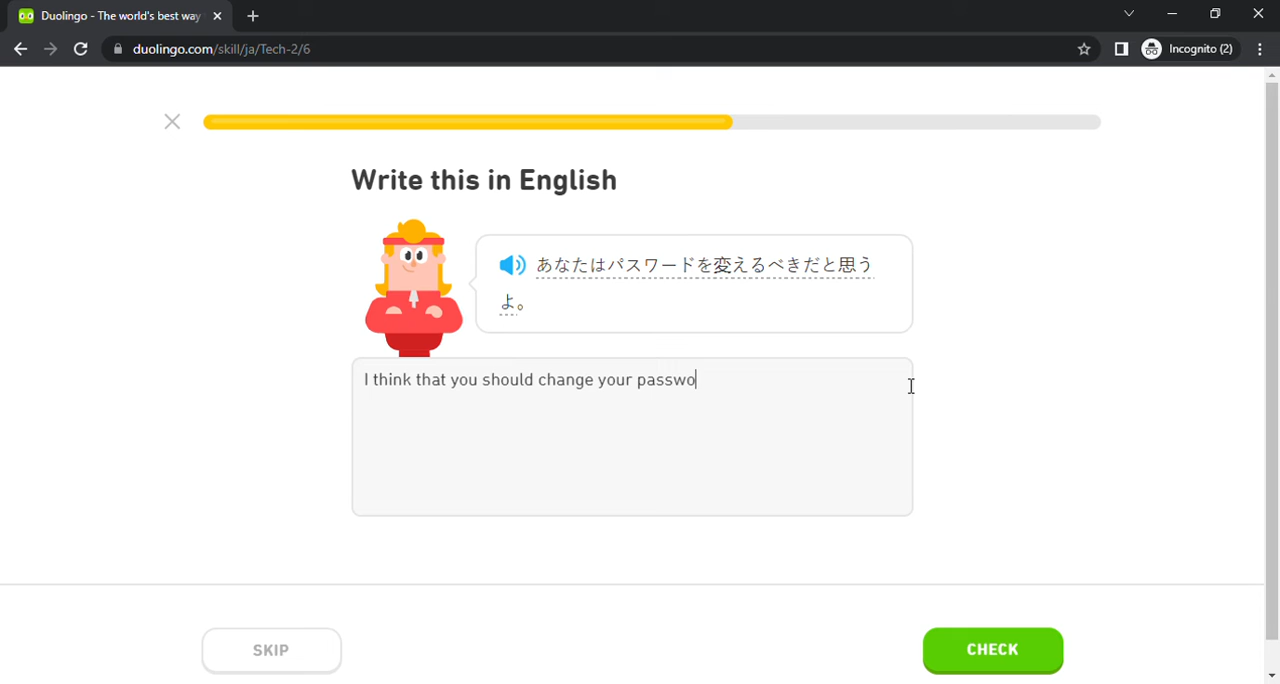 Duolingo - The world's best way
duolingo.com/skill/ja/Tech-2/6
Incognito (2)
Write this in English
あなたはパスワードを変えるべきだと思う
よ。
I think that you should change your passwo
SKIP
CHECK